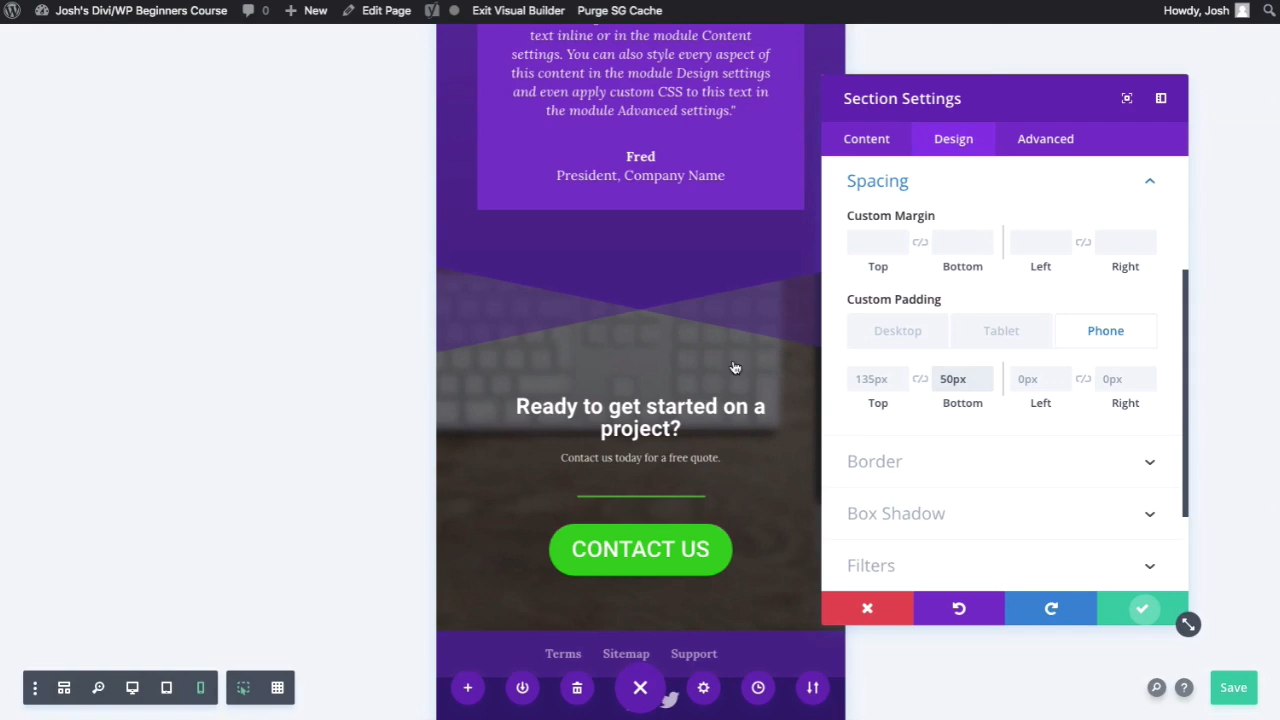 Josh's Divi/WP Beginners Course
0
New
Edit Page
Exit Visual Builder
Purge SG Cache
Howdy, Josh
text inline or in the module Content
settings. You can also style every aspect of
this content in the module Design settings
and even apply custom CSS to this text in
the module Advanced settings.”
Fred
President, Company Name
Ready to get started on a
project?
Contact us today for a free quote.
CONTACT US
Terms
Sitemap
Support
Section Settings
Content
Design
Advanced
Spacing
Custom Margin
Top
Bottom
Left
Right
Custom Padding
Desktop
Tablet
Phone
135px
50px
0px
0px
Top
Bottom
Left
Right
Border
Box Shadow
Filters
Save